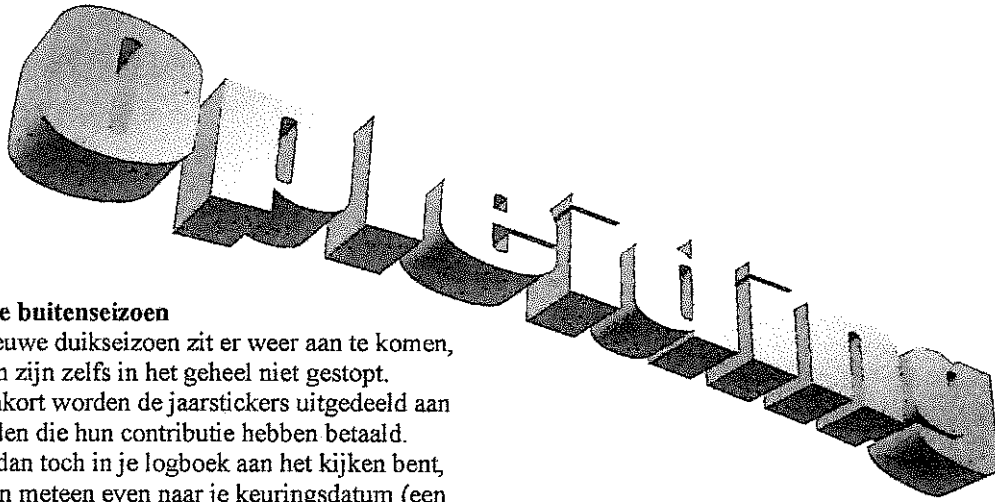 Opleiding
e buitenseizoen
euwe duikseizoen zit er weer aan te komen,
n zijn zelfs in het geheel niet gestopt.
nkort worden de jaarstickers uitgedeeld aan
den die hun contributie hebben betaald.
dan toch in je logboek aan het kijken bent,
n meteen even naar je keuringsdatum (een